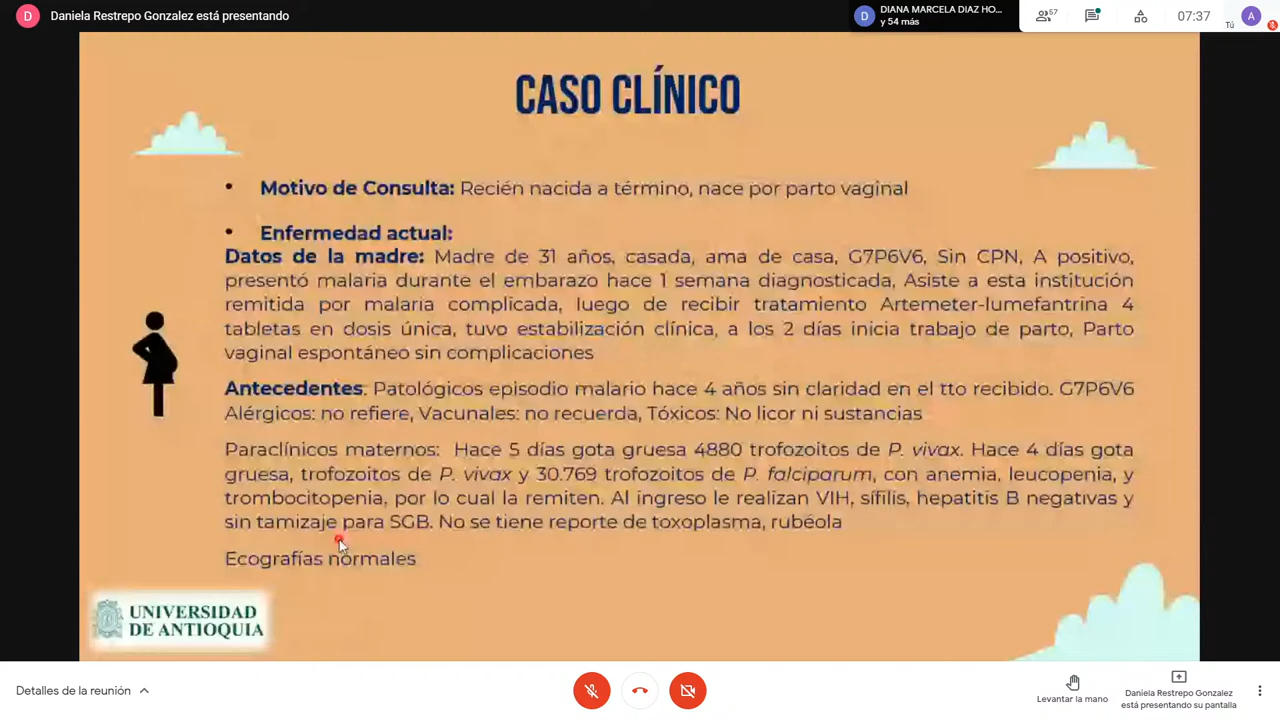 D Daniela Restrepo Gonzalez está presentando
D DIANA MARCELA DIAZ HO...
y 54 más
57
07:37
Tú
A
CASO CLÍNICO
• Motivo de Consulta: Recién nacida a término, nace por parto vaginal
• Enfermedad actual:
Datos de la madre: Madre de 31 años, casada, ama de casa, G7P6V6, Sin CPN, A positivo,
presentó malaria durante el embarazo hace 1 semana diagnosticada, Asiste a esta institución
remitida por malaria complicada, luego de recibir tratamiento Artemeter-lumefantrina 4
tabletas en dosis única, tuvo estabilización clínica, a los 2 días inicia trabajo de parto, Parto
vaginal espontáneo sin complicaciones
Antecedentes. Patológicos episodio malario hace 4 años sin claridad en el tto recibido. G7P6V6
Alérgicos: no refiere, Vacunales: no recuerda, Tóxicos: No licor ni sustancias
Paraclínicos maternos: Hace 5 días gota gruesa 4880 trofozoitos de P. vivax. Hace 4 días gota
gruesa, trofozoitos de P. vivax y 30.769 trofozoitos de P. falciparum, con anemia, leucopenia, y
trombocitopenia, por lo cual la remiten. Al ingreso le realizan VIH, sífilis, hepatitis B negativas y
sin tamizaje para SGB. No se tiene reporte de toxoplasma, rubéola
Ecografías normales
UNIVERSIDAD
DE ANTIOQUIA
Detalles de la reunión
Levantar la mano
Daniela Restrepo Gonzalez
está presentando su pantalla